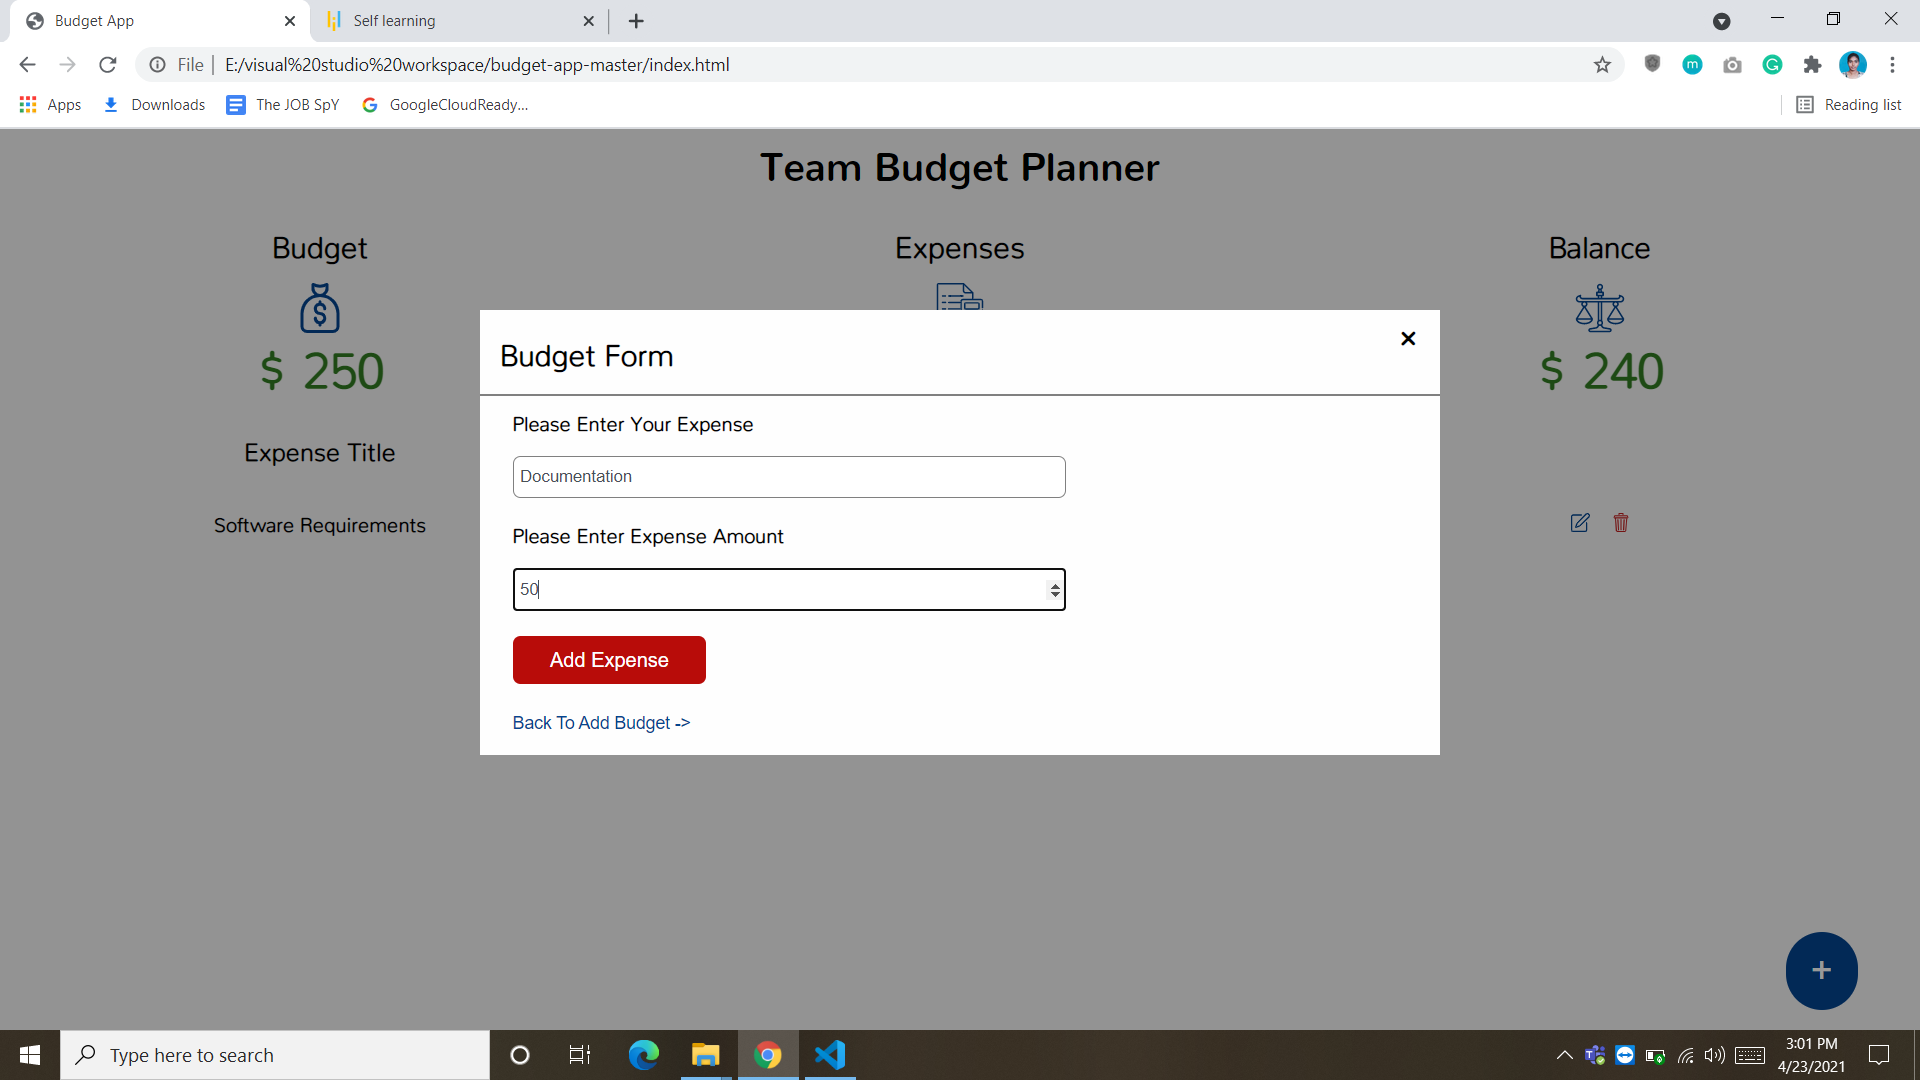 Budget App
Self learning
File | E:/visual%20studio%20workspace/budget-app-master/index.html
Apps
Downloads
The JOB SpY
GoogleCloudReady...
Reading list
Team Budget Planner
Budget
Expenses
Balance
$ 250
$ 240
Budget Form
Please Enter Your Expense
Expense Title
Documentation
Software Requirements
Please Enter Expense Amount
50
Add Expense
Back To Add Budget ->
+
Type here to search
3:01 PM
4/23/2021